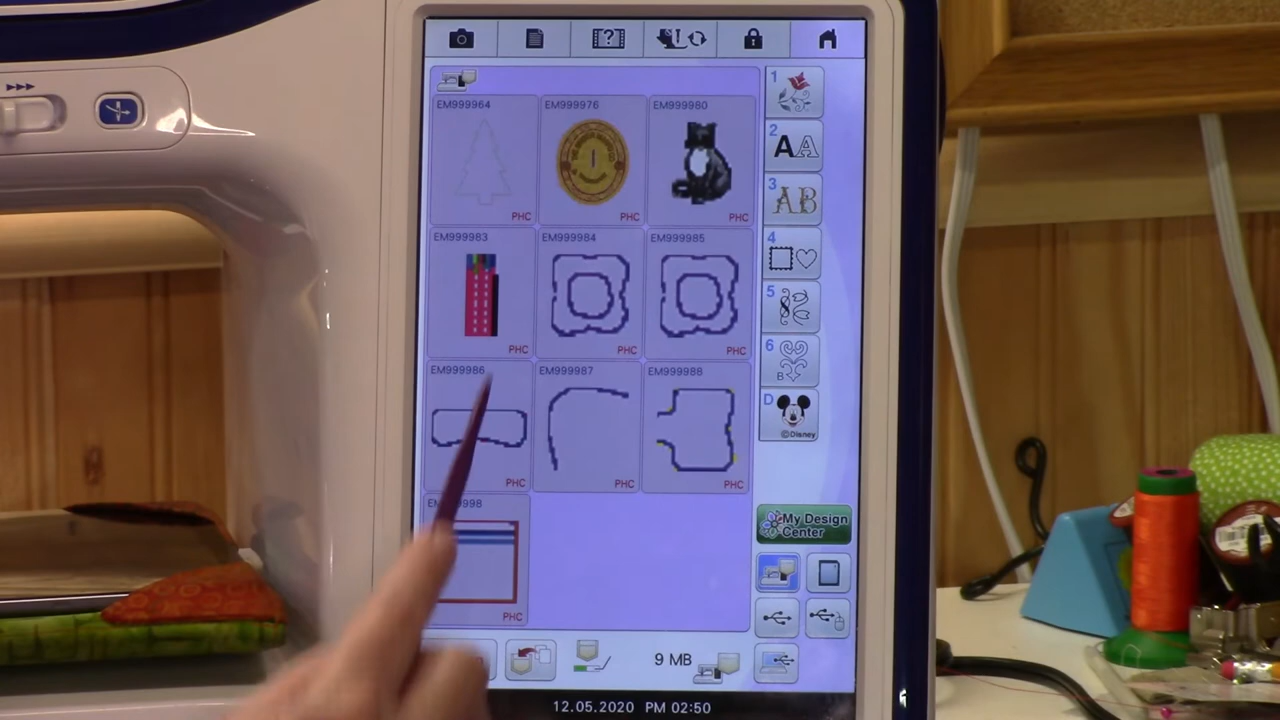 EM999964 EM999976 EM999980
PHC PHC PHC
EM999983 EM999984 EM999985
PHC PHC PHC
EM999986 EM999987 EM999988
PHC PHC PHC
998
PHC
1
2 AA
3 AB
4
5
6 B
D
©Disney
My Design
Center
9 MB
12.05.2020 PM 02:50